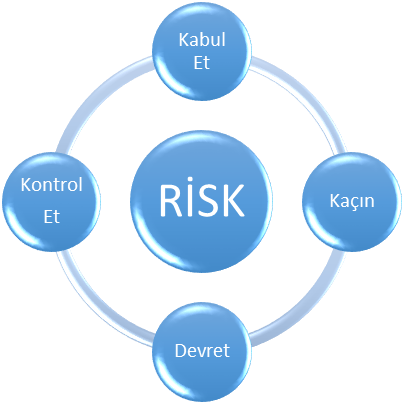 Kabul
Et
Kontrol
Et
RİSK
Kaçın
Devret